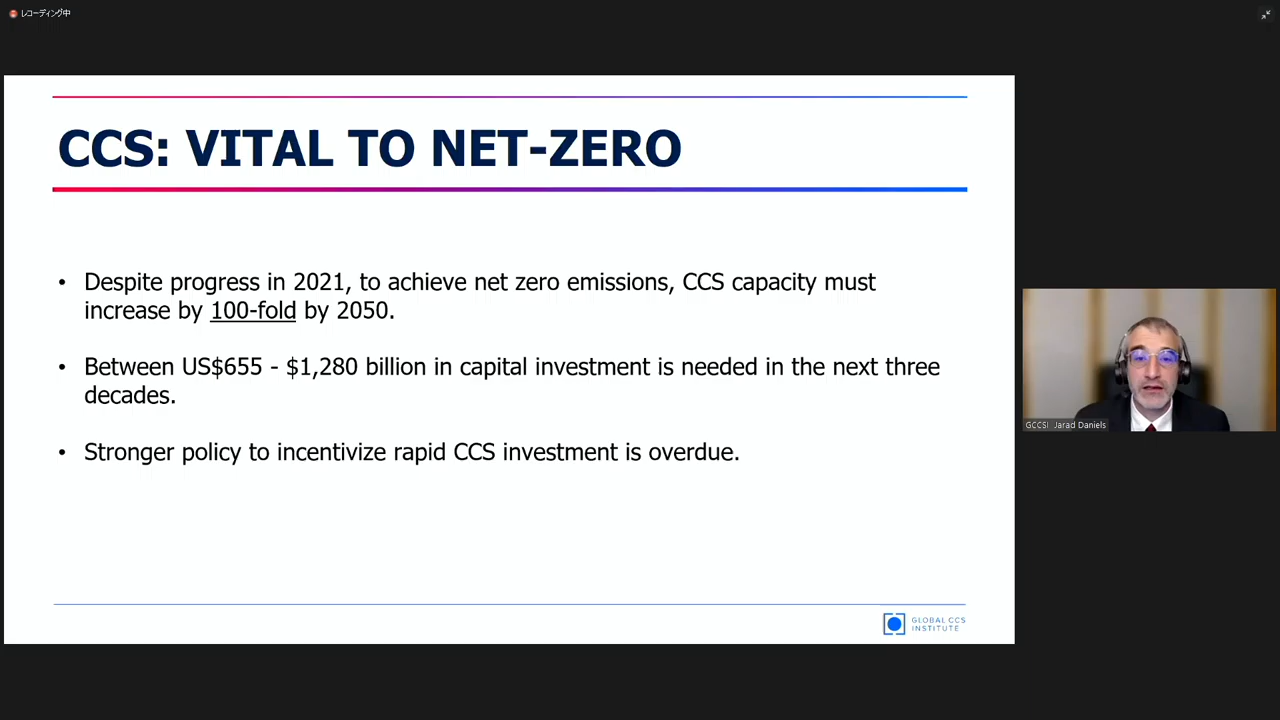 レコーディング中
CCS: VITAL TO NET-ZERO
• Despite progress in 2021, to achieve net zero emissions, CCS capacity must
increase by 100-fold by 2050.
• Between US$655 - $1,280 billion in capital investment is needed in the next three
decades.
• Stronger policy to incentivize rapid CCS investment is overdue.
GLOBAL CCS
INSTITUTE
GCCSI Jarad Daniels